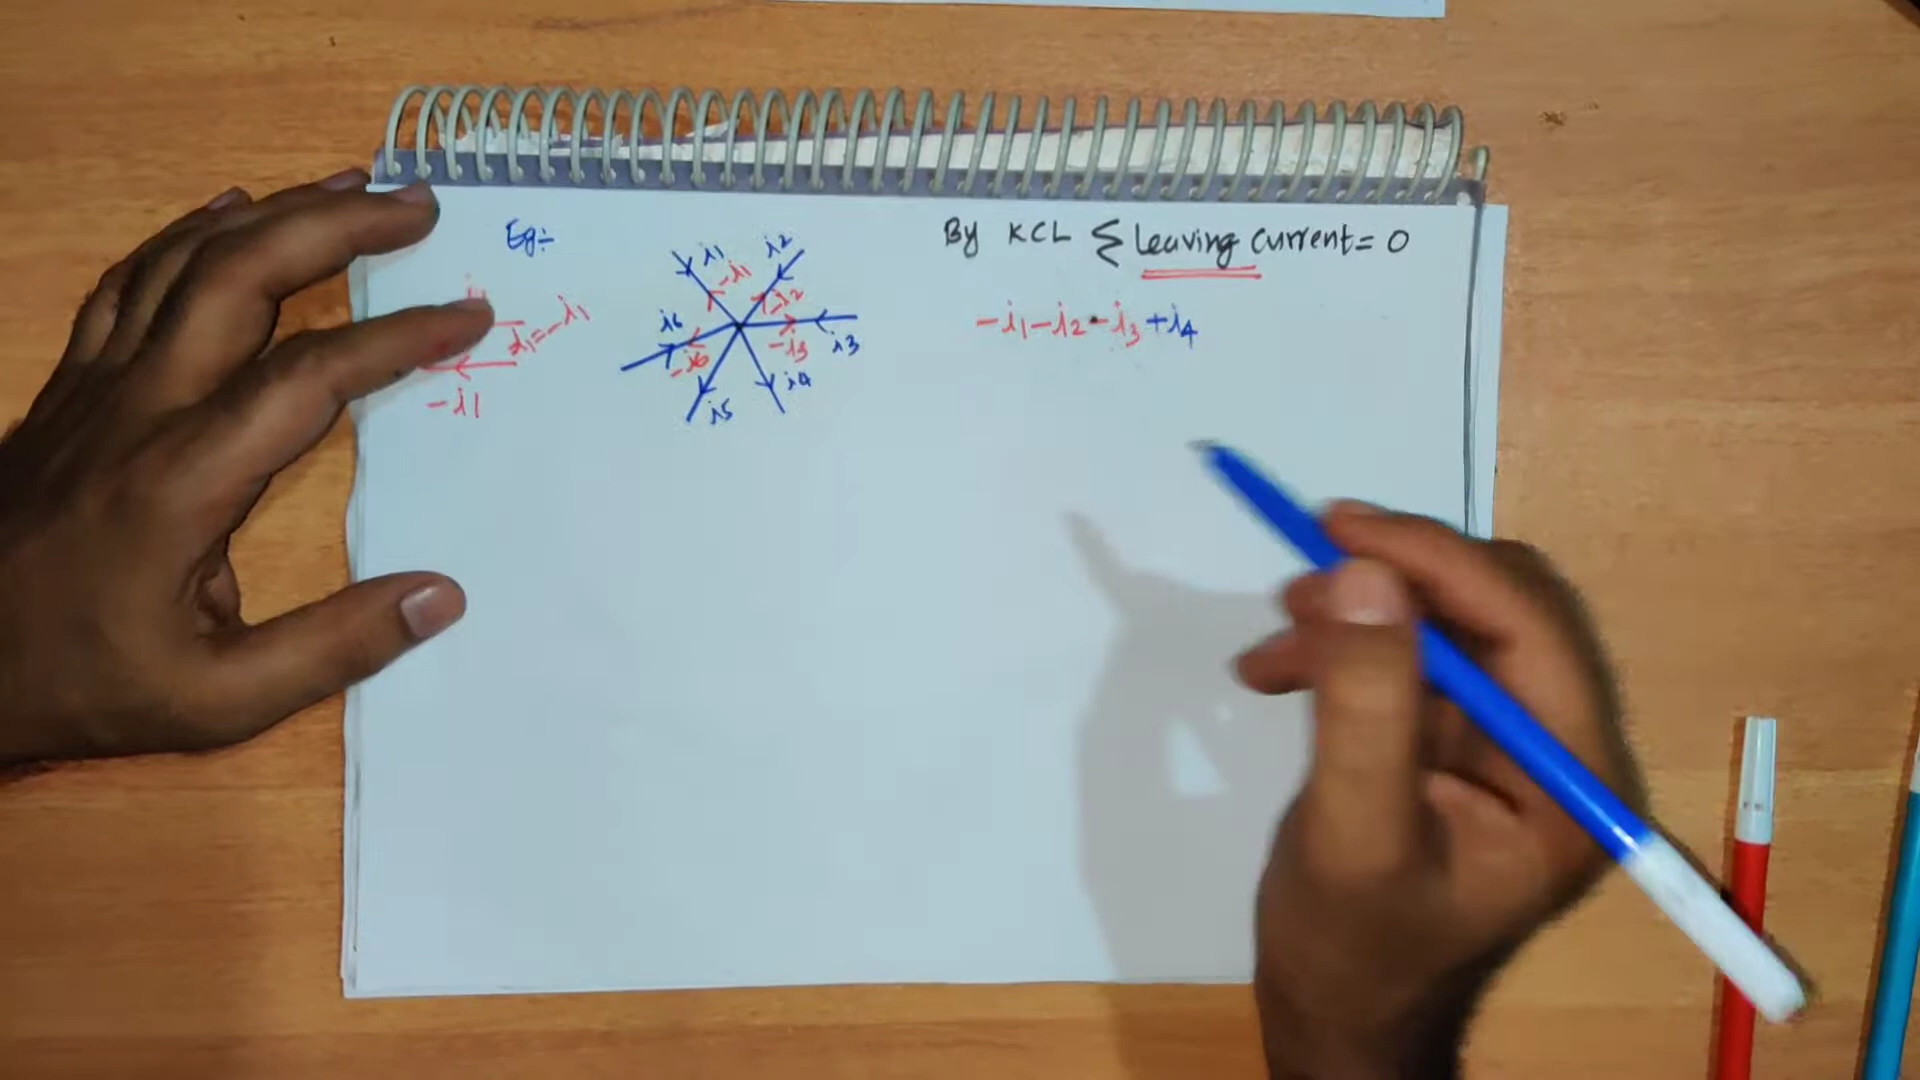 Eg:-
By KCL Σ Leaving Current = 0
i1
-i1
i2
-i2
i3
-i3
i4
i5
i6
-i6
i1=-i1
-i1
-i1-i2-i3+i4